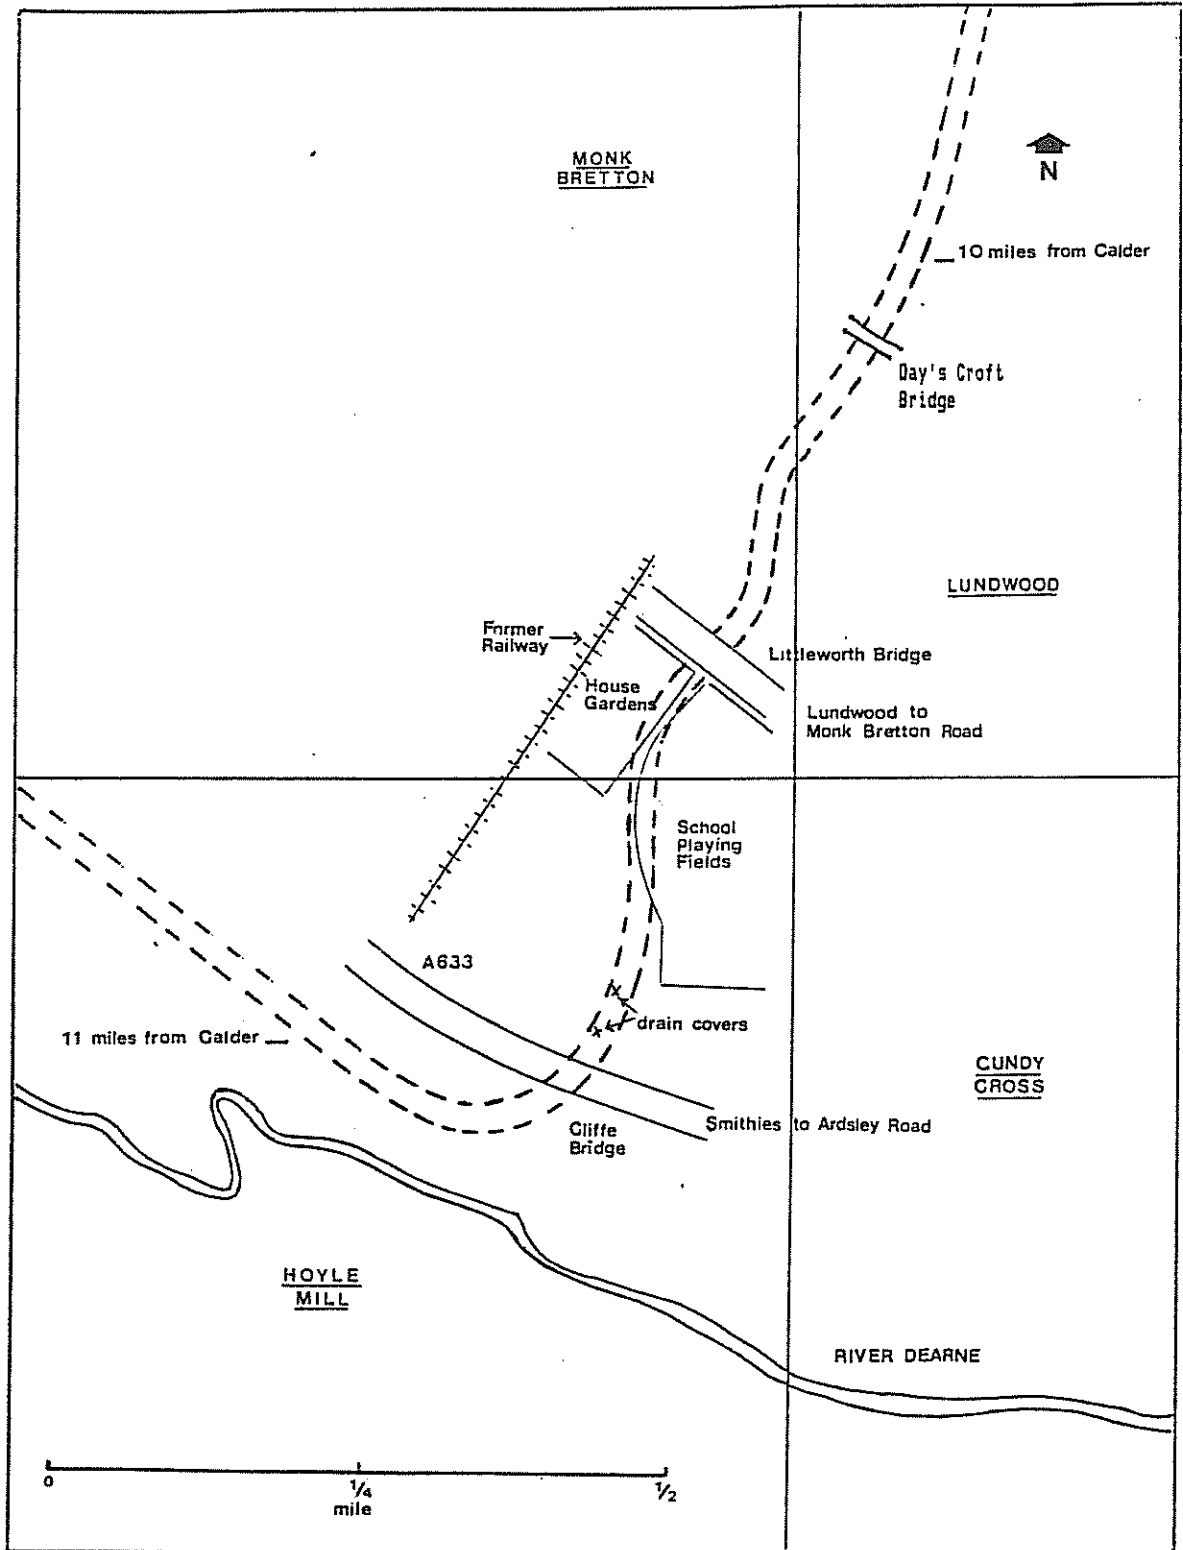 MONK
BRETTON
N
10 miles from Calder
Day's Croft
Bridge
LUNDWOOD
Former
Railway
Littleworth Bridge
House
Gardens
Lundwood to
Monk Bretton Road
School
Playing
Fields
A633
drain covers
11 miles from Calder
CUNDY
CROSS
Smithies to Ardsley Road
Cliffe
Bridge
HOYLE
MILL
RIVER DEARNE
0
1/4
mile
1/2